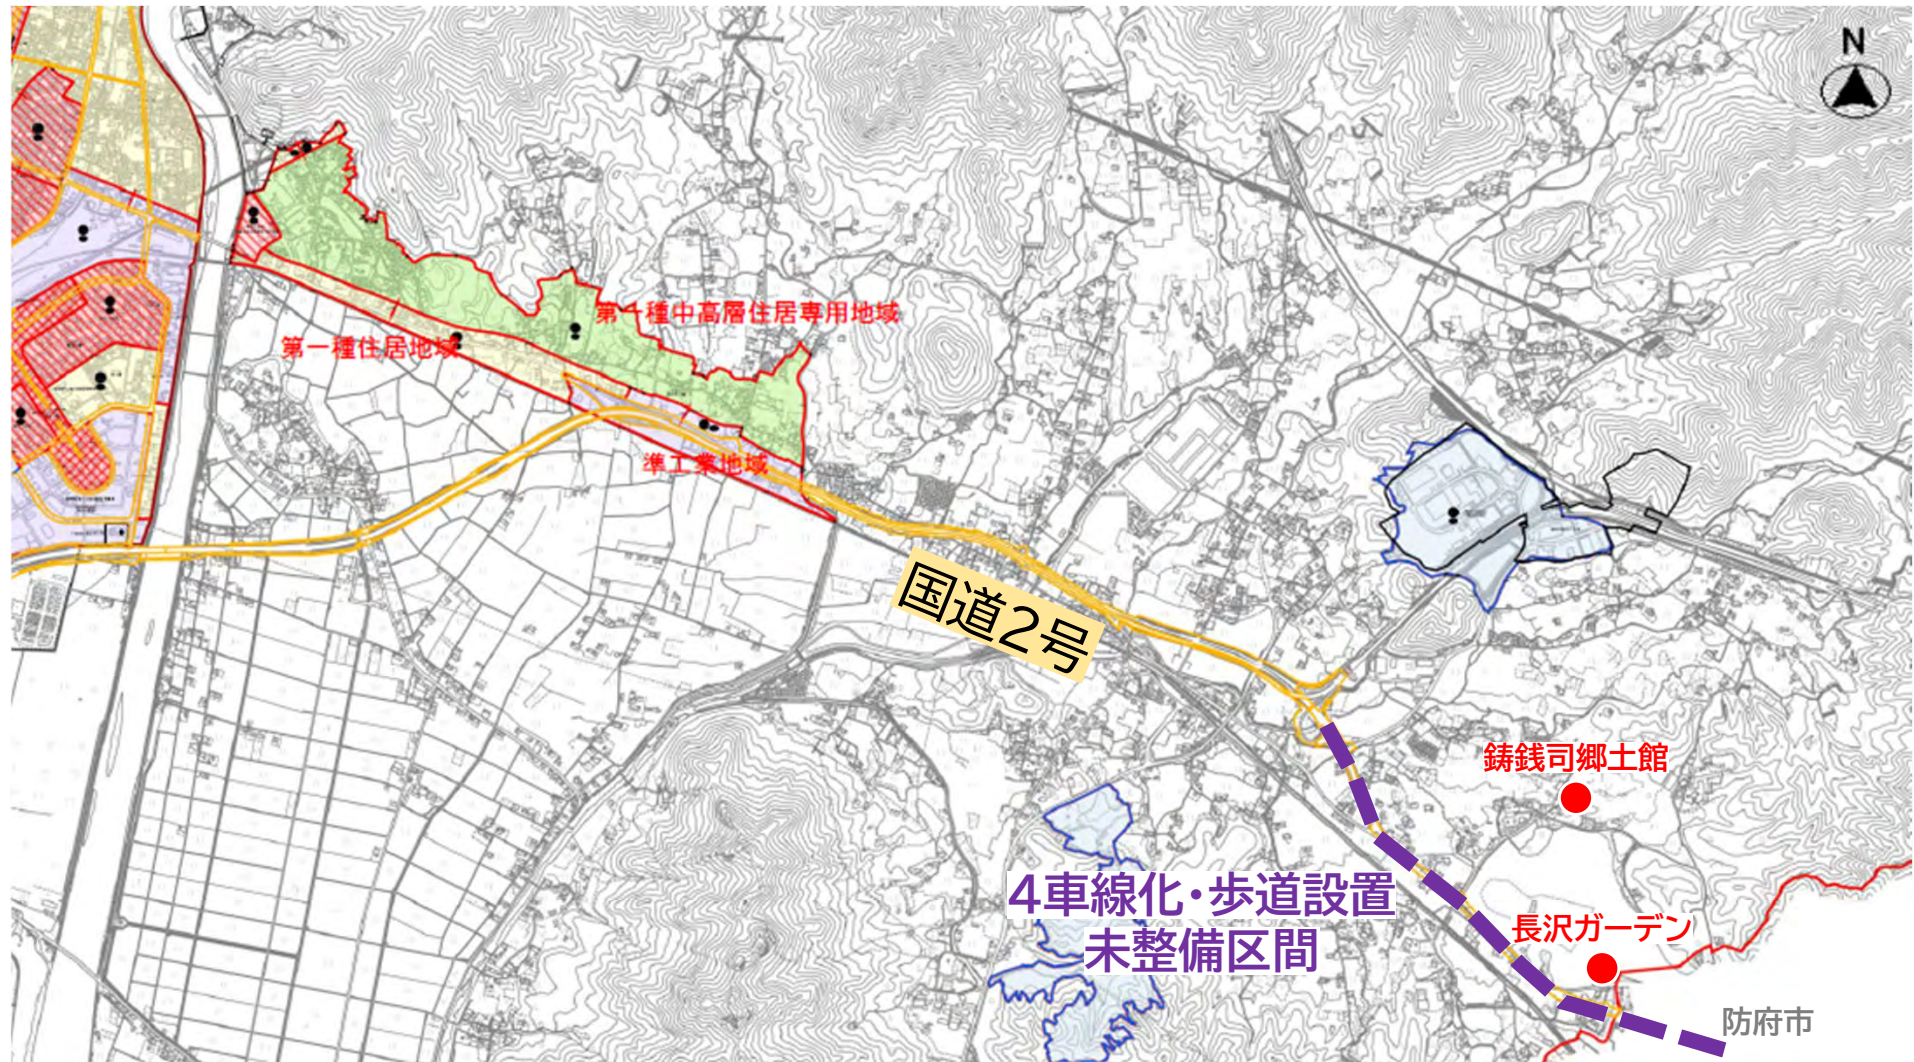 N
第一種中高層住居専用地域
第一種住居地域
準工業地域
国道2号
鋳銭司郷土館
4車線化・歩道設置
未整備区間
長沢ガーデン
防府市